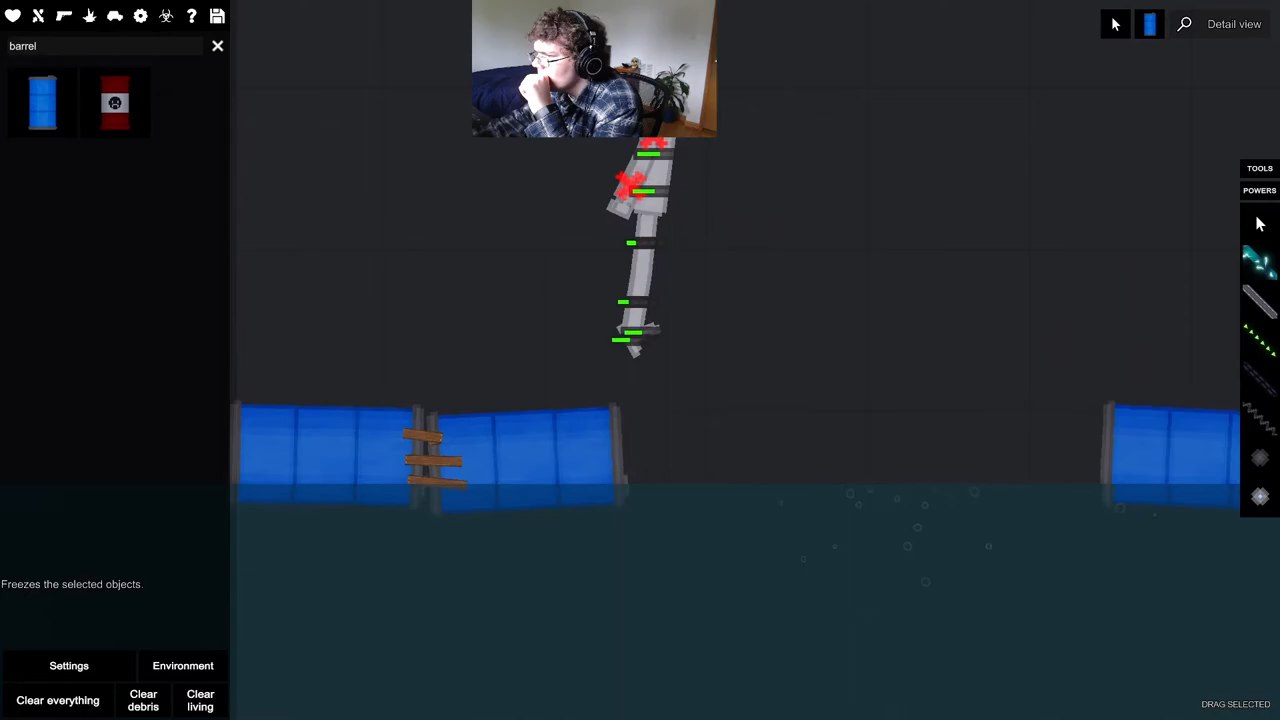 barrel
Detail view
TOOLS
POWERS
Freezes the selected objects.
Settings
Environment
Clear everything
Clear
debris
Clear
living
DRAG SELECTED